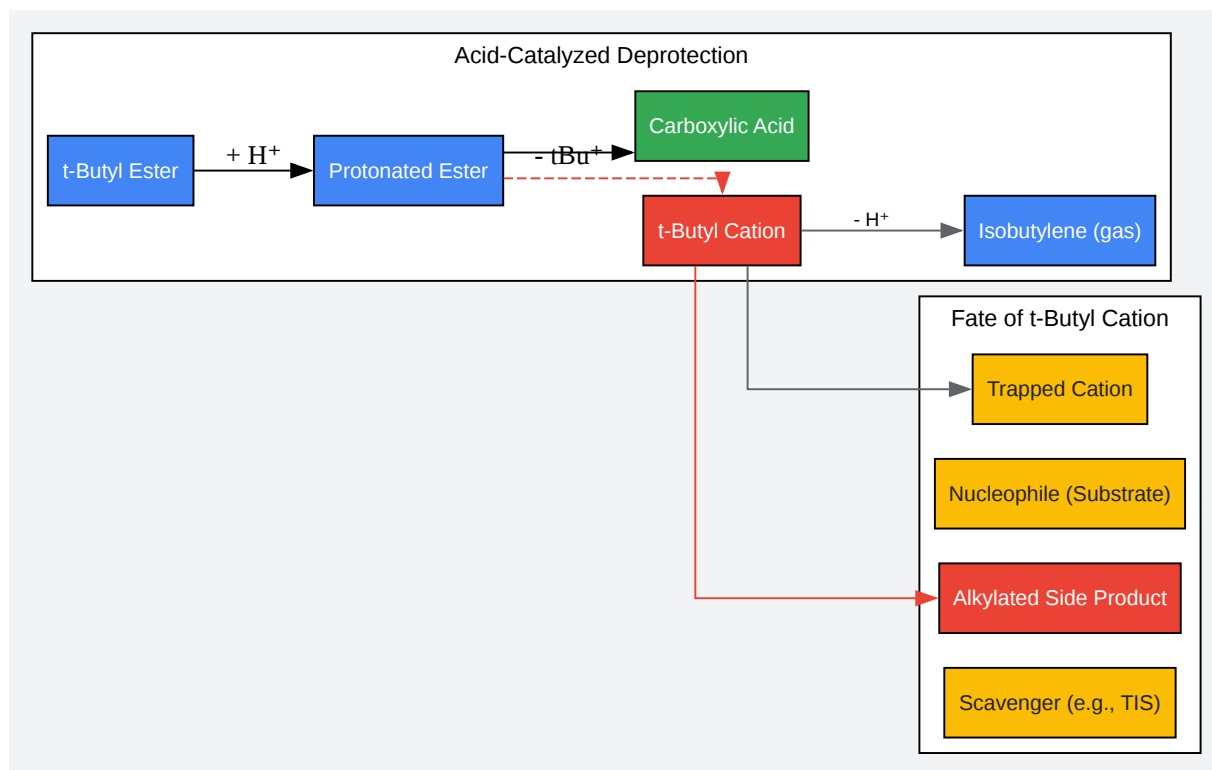 Acid-Catalyzed Deprotection
t-Butyl Ester
+ H⁺
Protonated Ester
- tBu⁺
Carboxylic Acid
t-Butyl Cation
- H⁺
Isobutylene (gas)
Fate of t-Butyl Cation
Trapped Cation
Nucleophile (Substrate)
Alkylated Side Product
Scavenger (e.g., TIS)